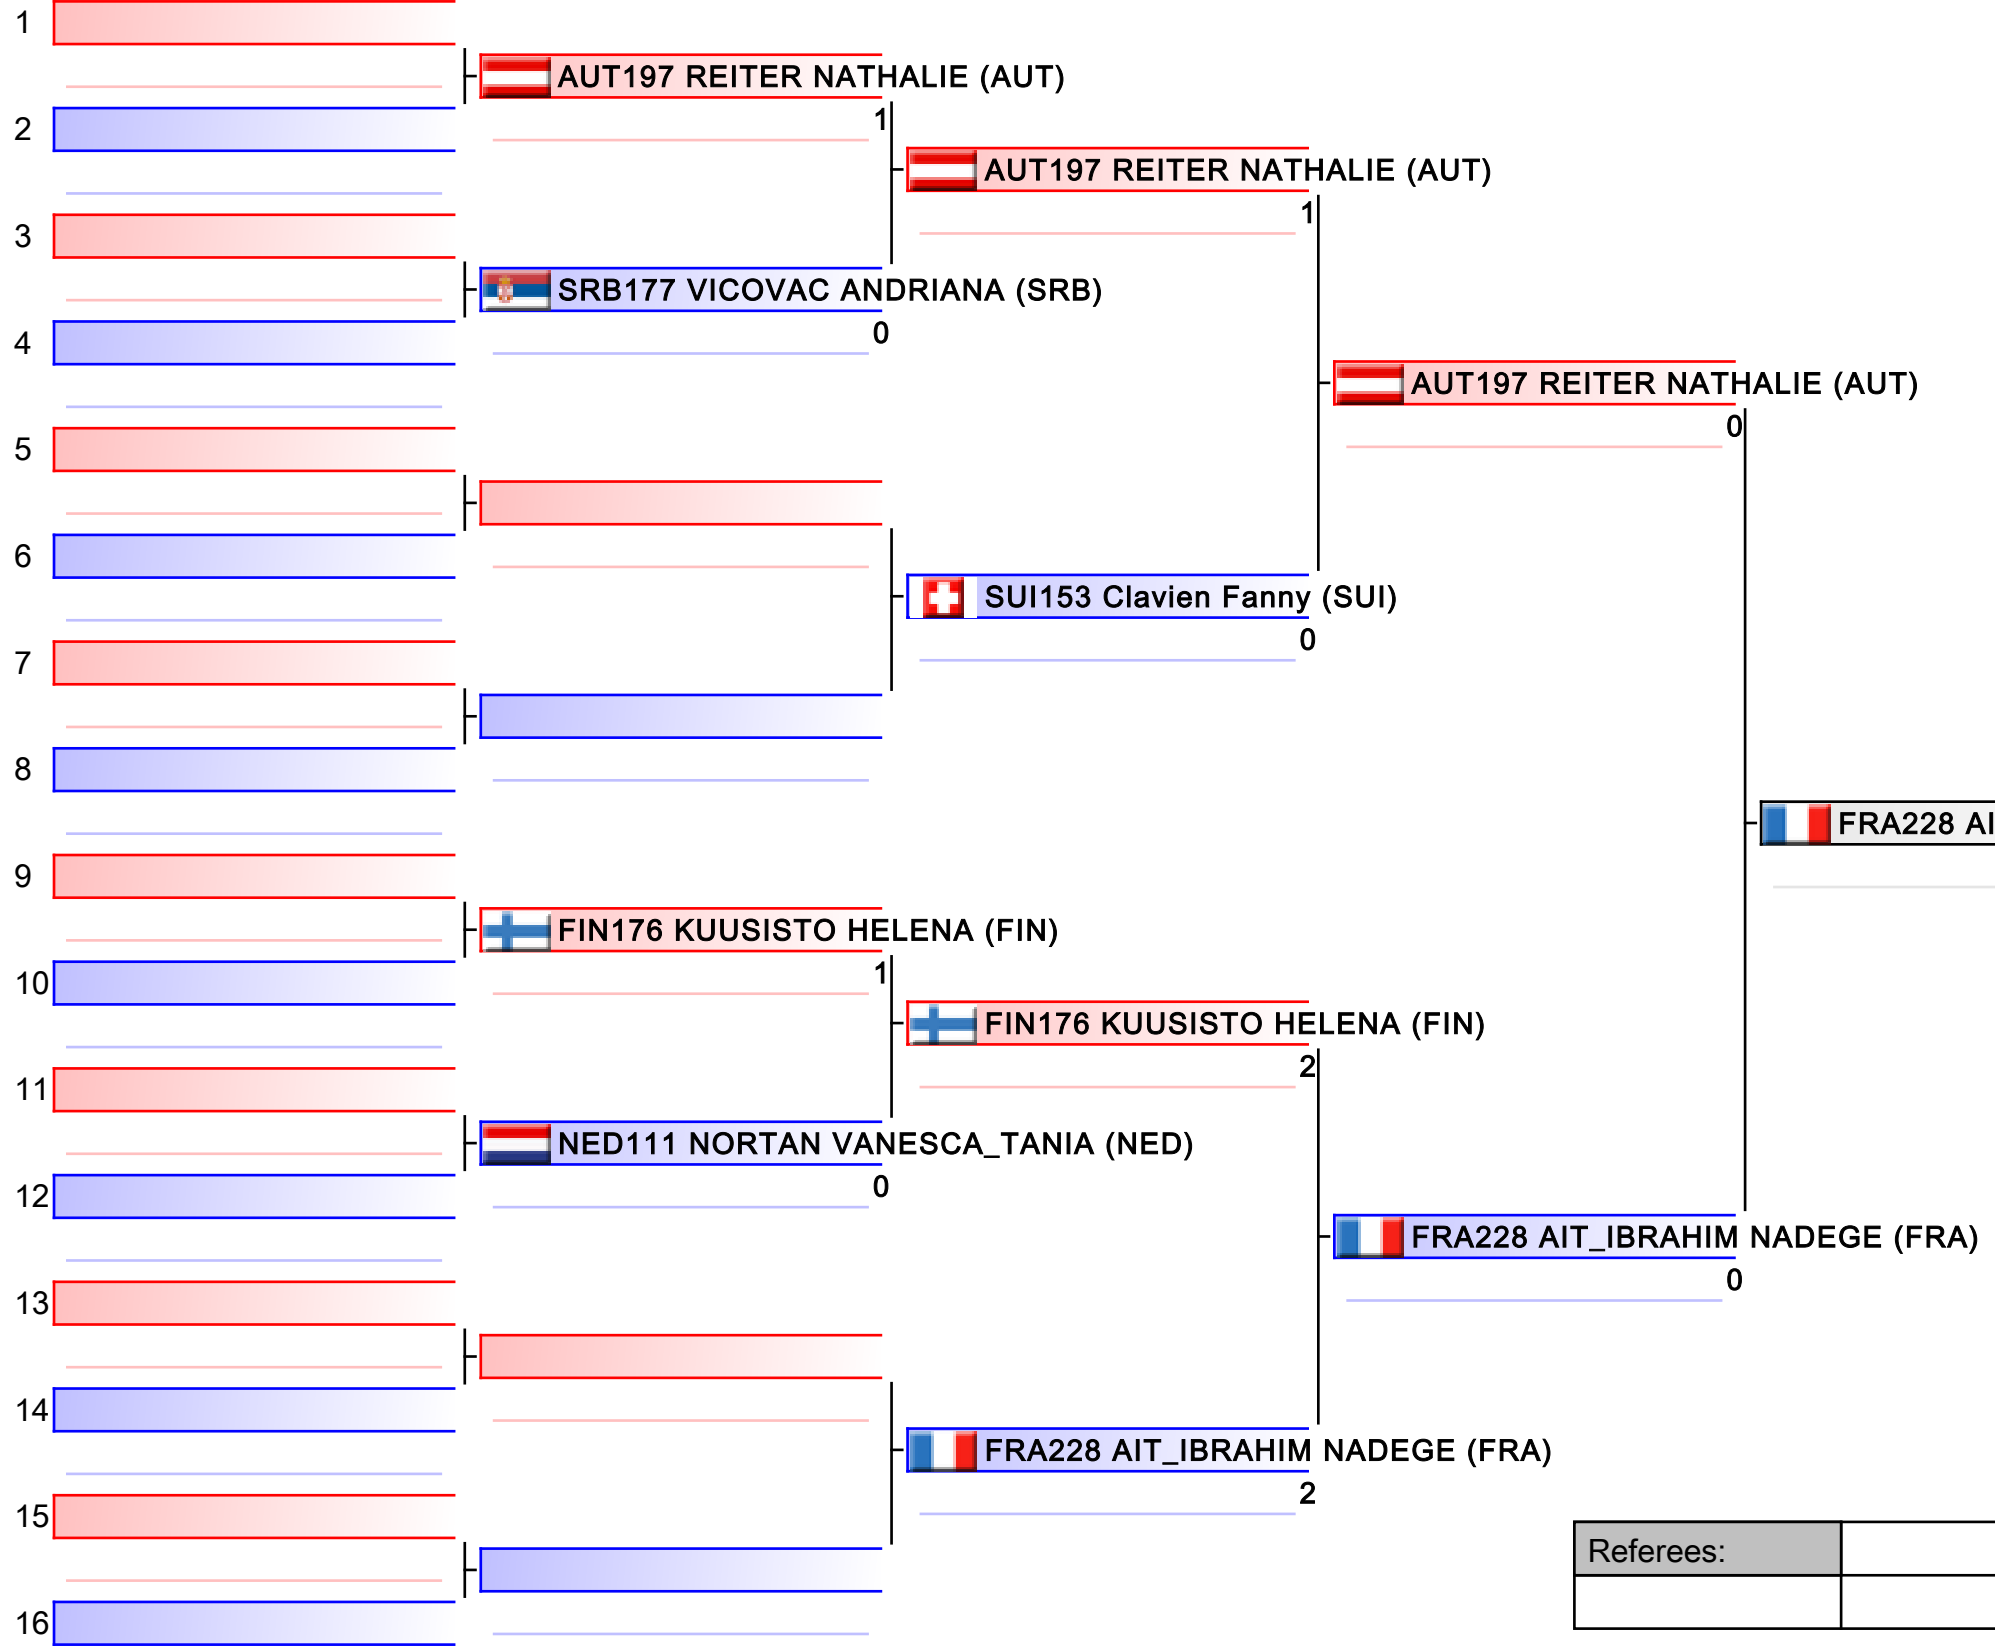 1
AUT197 REITER NATHALIE (AUT)
1
2
AUT197 REITER NATHALIE (AUT)
1
3
SRB177 VICOVAC ANDRIANA (SRB)
0
4
AUT197 REITER NATHALIE (AUT)
0
5
6
SUI153 Clavien Fanny (SUI)
0
7
8
FRA228 AI
9
FIN176 KUUSISTO HELENA (FIN)
1
10
FIN176 KUUSISTO HELENA (FIN)
2
11
NED111 NORTAN VANESCA_TANIA (NED)
0
12
FRA228 AIT_IBRAHIM NADEGE (FRA)
0
13
14
FRA228 AIT_IBRAHIM NADEGE (FRA)
2
15
Referees:
16